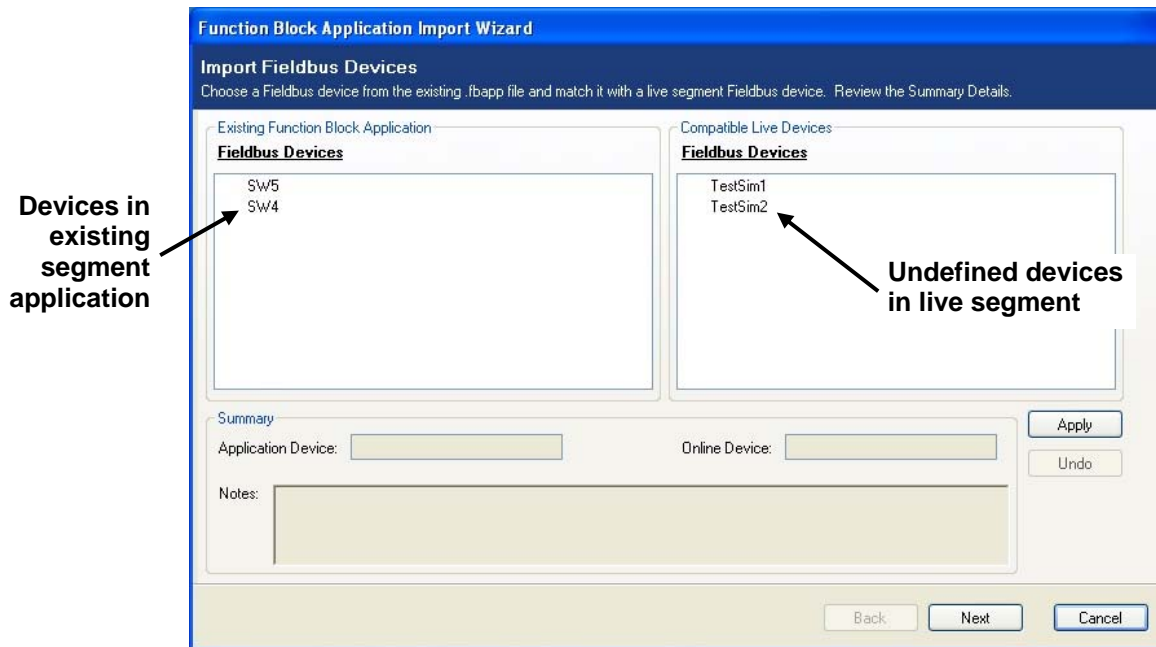 Function Block Application Import Wizard
Import Fieldbus Devices
Choose a Fieldbus device from the existing .fbapp file and match it with a live segment Fieldbus device. Review the Summary Details.
Existing Function Block Application
Fieldbus Devices
SW5
SW4
Compatible Live Devices
Fieldbus Devices
TestSim1
TestSim2
Devices in
existing
segment
application
Undefined devices
in live segment
Summary
Application Device:
Online Device:
Notes:
Apply
Undo
Back
Next
Cancel